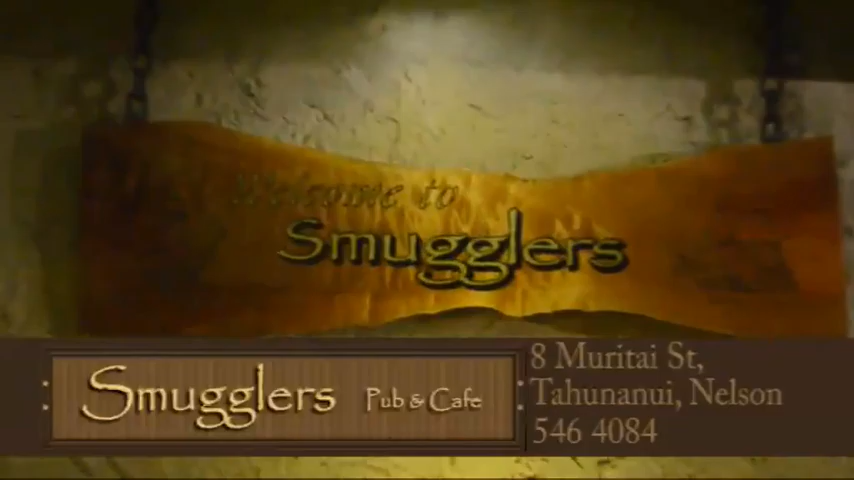 Welcome to
Smugglers
Smugglers Pub & Cafe
8 Muritai St,
Tahunanui, Nelson
546 4084